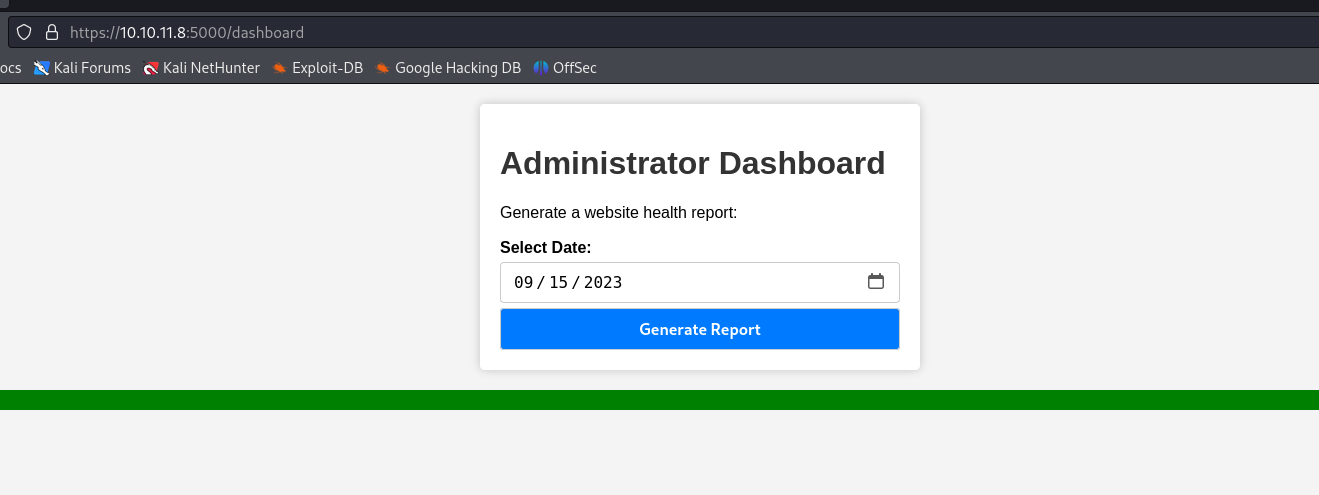 https://10.10.11.8:5000/dashboard
ocs Kali Forums Kali NetHunter Exploit-DB Google Hacking DB OffSec
Administrator Dashboard
Generate a website health report:
Select Date:
09/15/2023
Generate Report